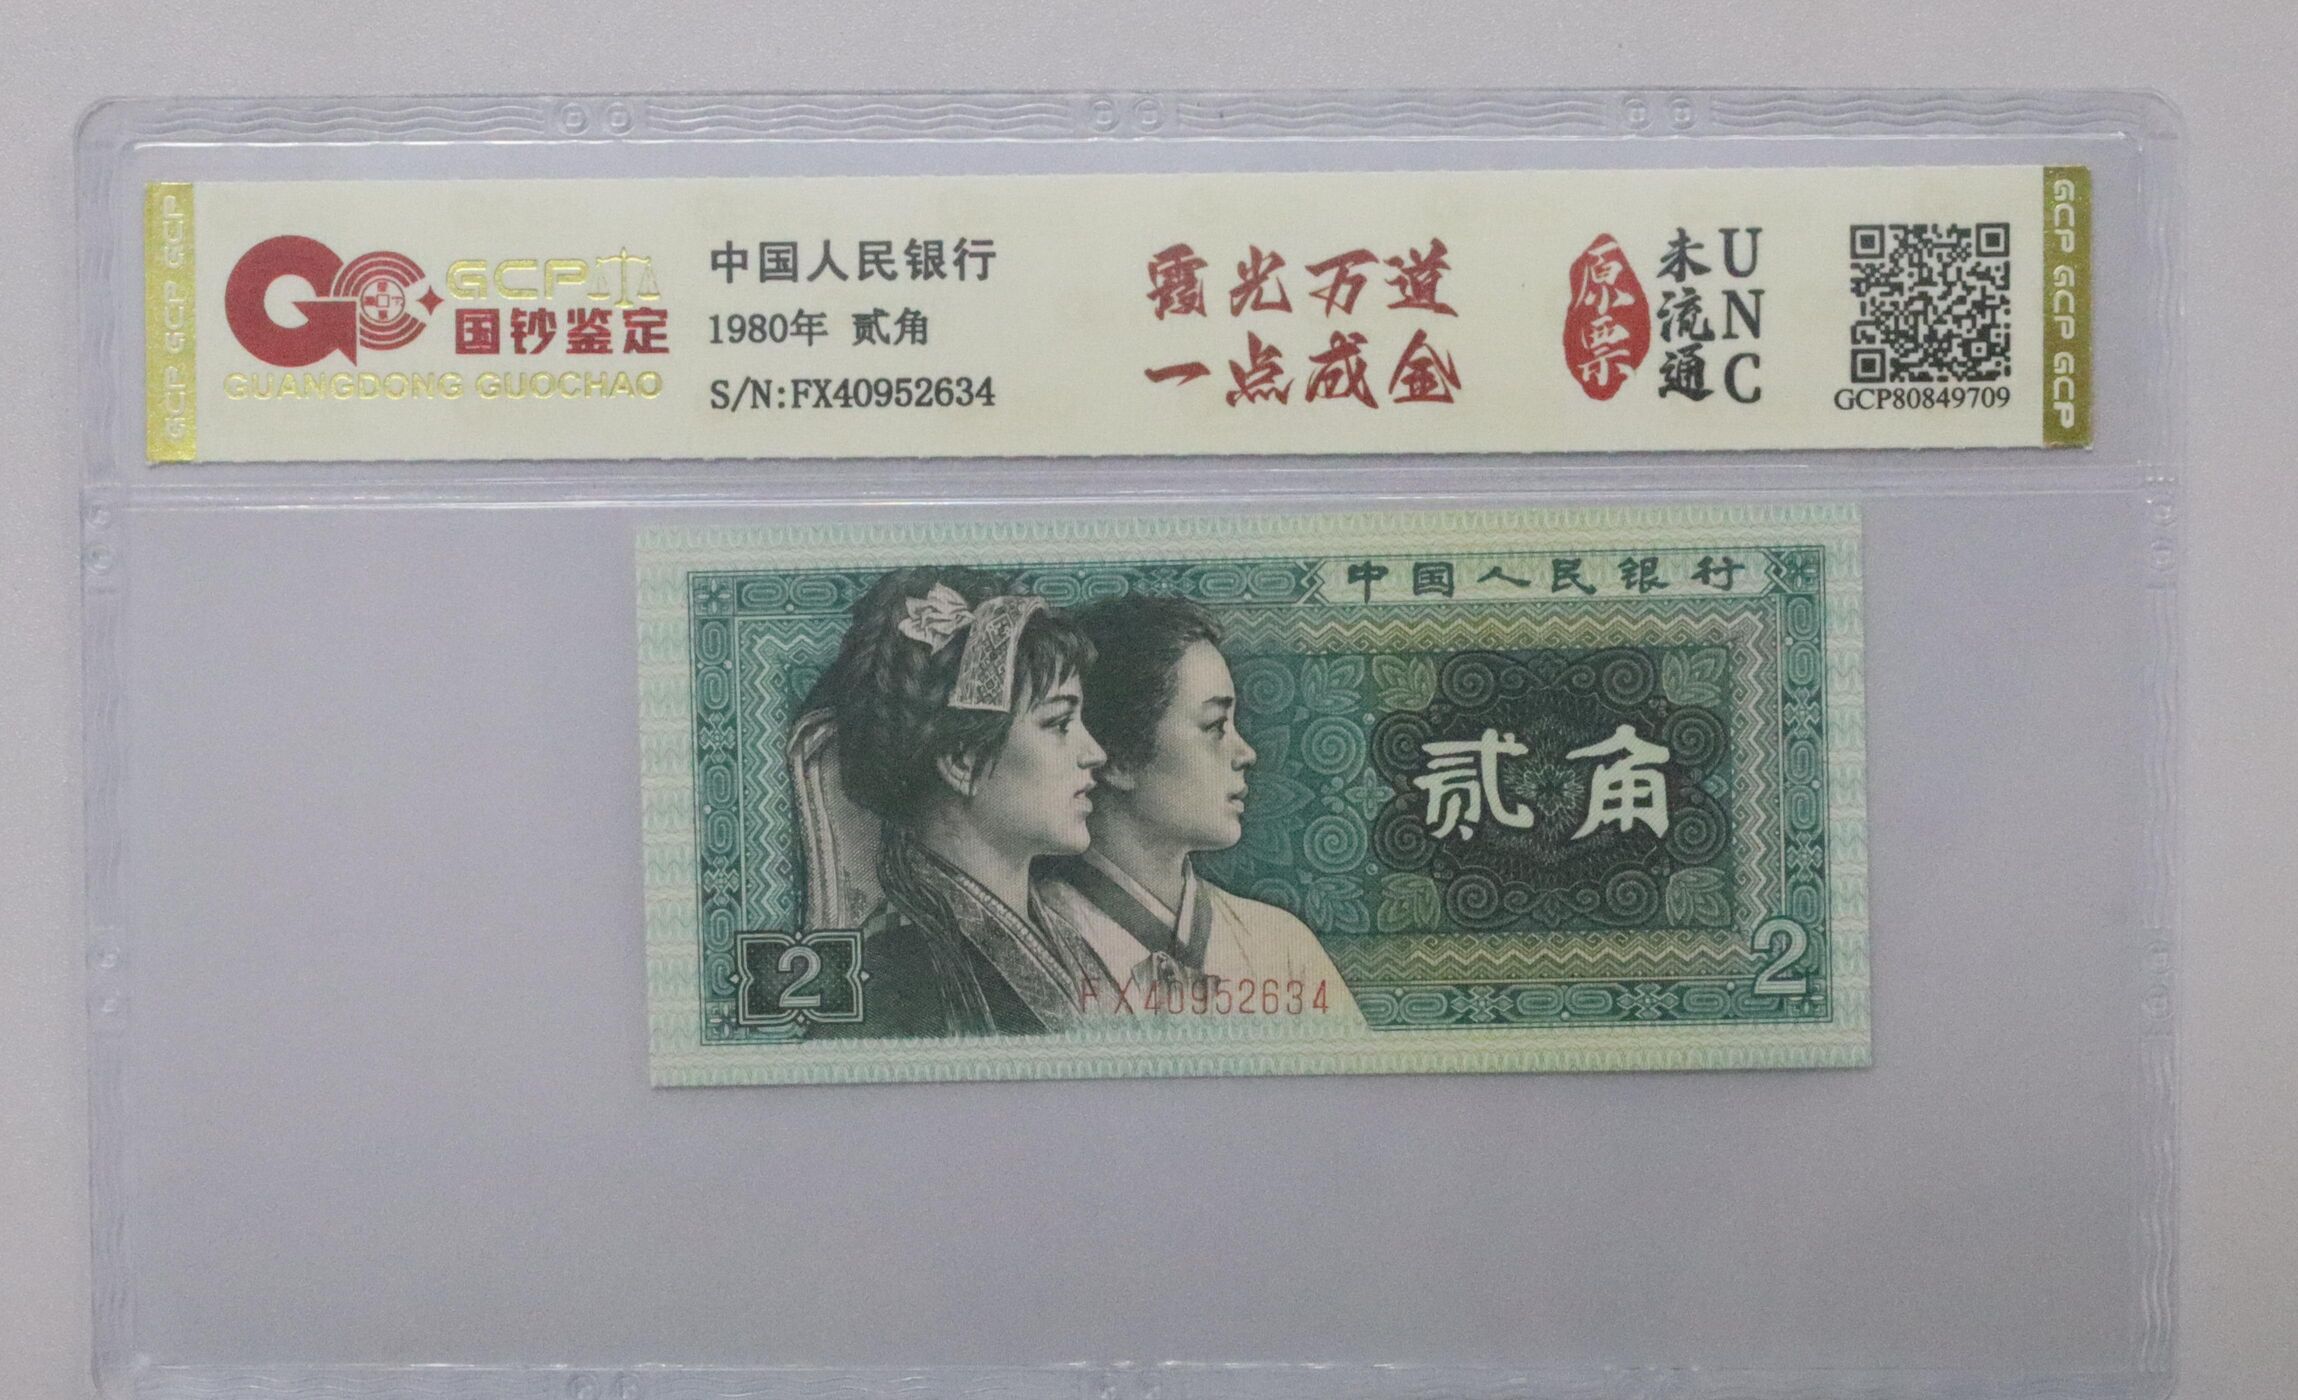 GCP
国钞鉴定
GUANGDONG GUOCHAO
中国人民银行
1980年 贰角
S/N:FX40952634
霞光万道
一点成金
原票
未流通
UNC
GCP80849709
GCP GCP GCP
GCP GCP GCP
中国人民银行
贰角
2
2
FX40952634